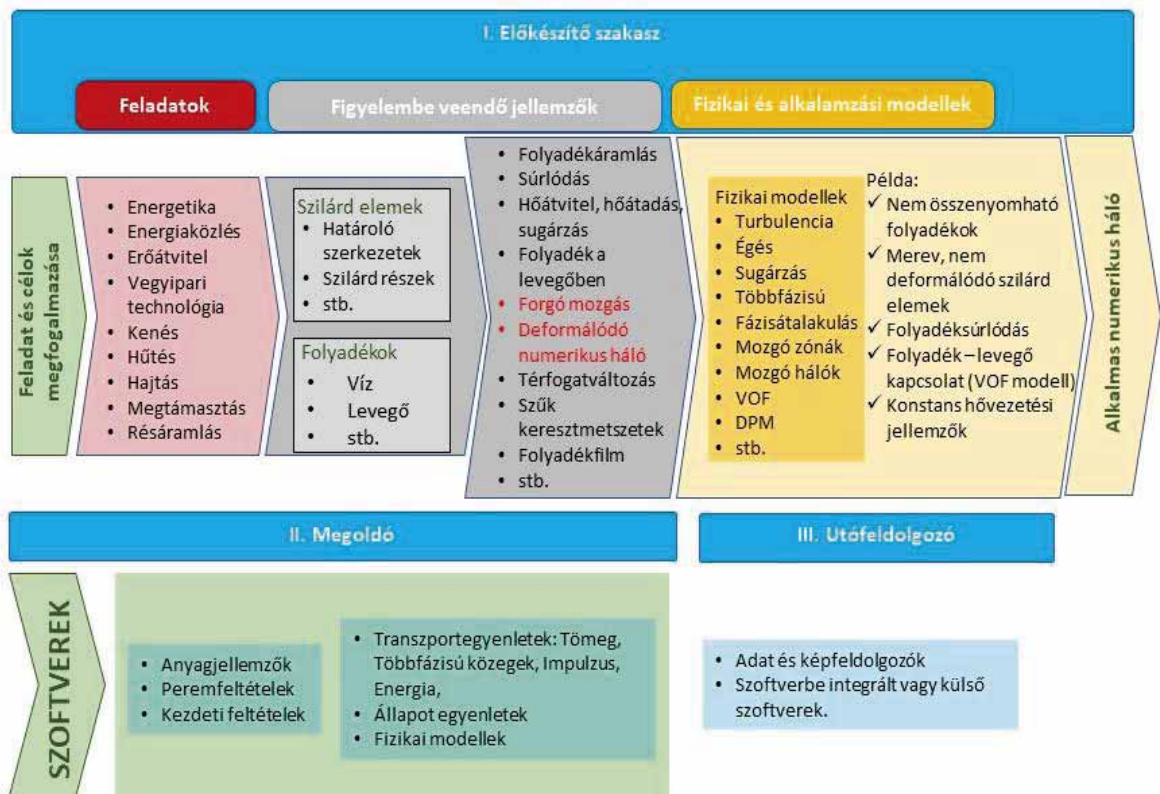 I. Előkészítő szakasz
Feladatok
Figyelembe veendő jellemzők
Fizikai és alkalamzási modellek
Feladat és célok
megfogalmazása
• Energetika
• Energiaközlés
• Erőátvitel
• Vegyipari
technológia
• Kenés
• Hűtés
• Hajtás
• Megtámasztás
• Résáramlás
Szilárd elemek
• Határoló
szerkezetek
• Szilárd részek
• stb.
Folyadékok
• Víz
• Levegő
• stb.
• Folyadékáramlás
• Súrlódás
• Hőátvitel, hőátadás,
sugárzás
• Folyadék a
levegőben
• Forgó mozgás
• Deformálódó
numerikus háló
• Térfogatváltozás
• Szűk
keresztmetszetek
• Folyadékfilm
• stb.
Fizikai modellek
• Turbulencia
• Égés
• Sugárzás
• Többfázisú
• Fázisátalakulás
• Mozgó zónák
• Mozgó hálók
• VOF
• DPM
• stb.
Példa:
✓ Nem összenyomható
folyadékok
✓ Merev, nem
deformálódó szilárd
elemek
✓ Folyadéksúrlódás
✓ Folyadék – levegő
kapcsolat (VOF modell)
✓ Konstans hővezetési
jellemzők
Alkalmas numerikus háló
II. Megoldó
III. Utófeldolgozó
SZOFTVEREK
• Anyagjellemzők
• Peremfeltételek
• Kezdeti feltételek
• Transzportegyenletek: Tömeg,
Többfázisú közegek, Impulzus,
Energia,
• Állapot egyenletek
• Fizikai modellek
• Adat és képfeldolgozók
• Szoftverbe integrált vagy külső
szoftverek.